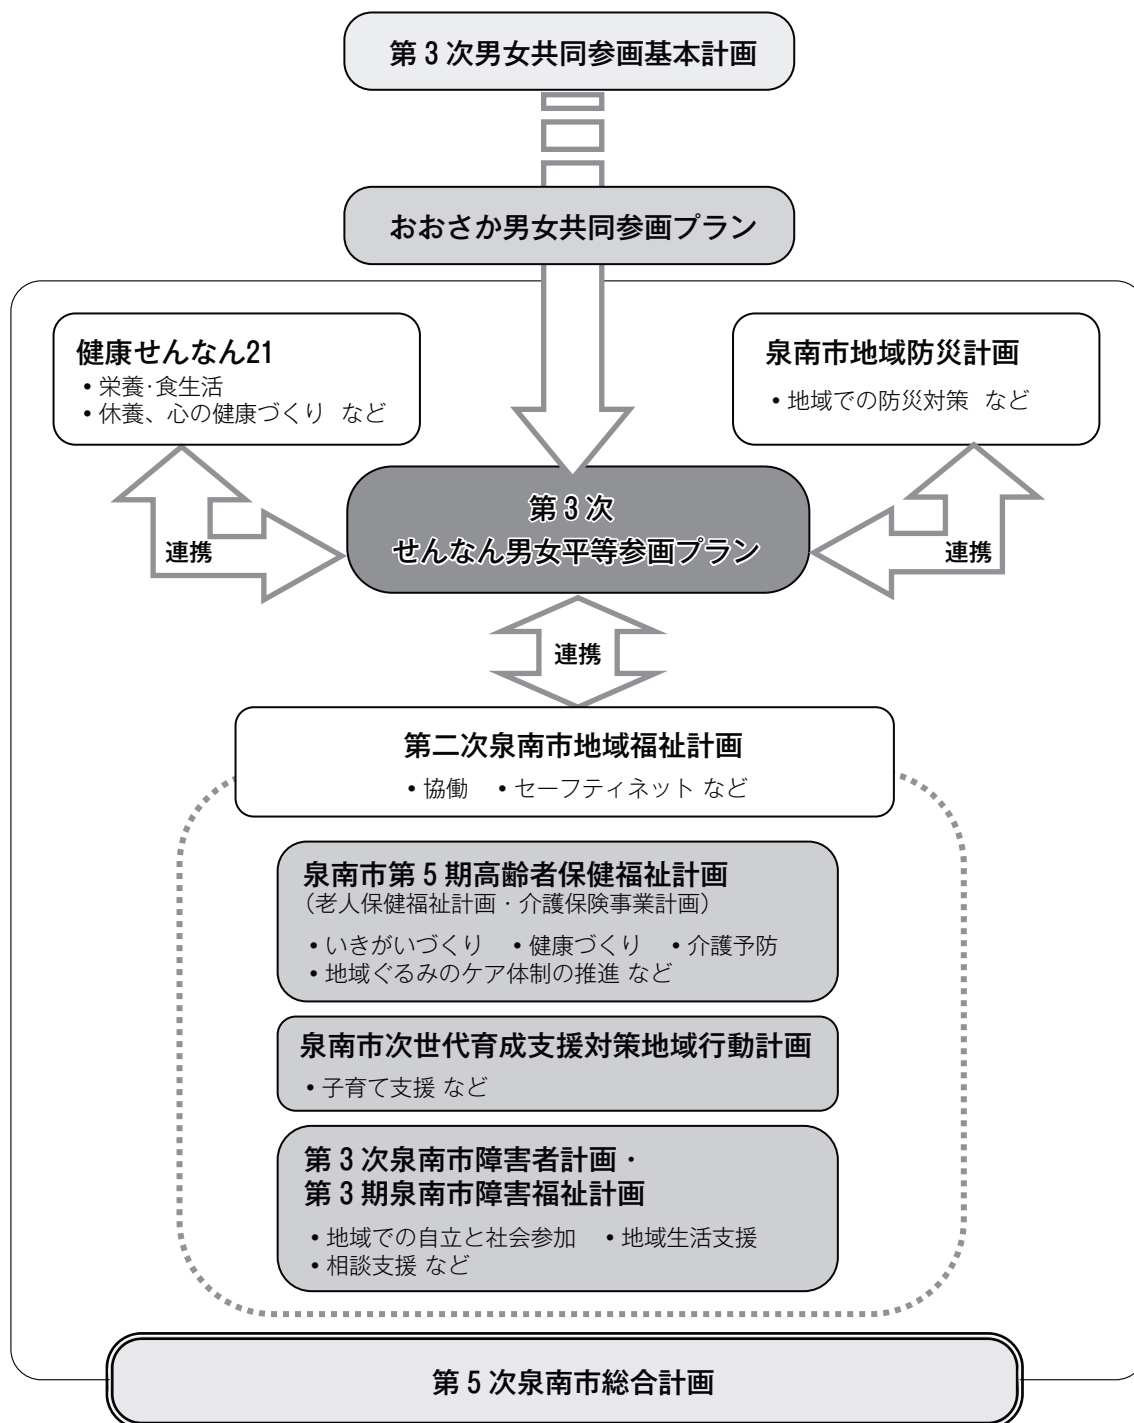 第3次男女共同参画基本計画
おおさか男女共同参画プラン
健康せんなん21
• 栄養・食生活
• 休養、心の健康づくり など
泉南市地域防災計画
• 地域での防災対策 など
第3次
せんなん男女平等参画プラン
連携
連携
連携
第二次泉南市地域福祉計画
• 協働 • セーフティネット など
泉南市第5期高齢者保健福祉計画
（老人保健福祉計画・介護保険事業計画）
• いきがいづくり • 健康づくり • 介護予防
• 地域ぐるみのケア体制の推進 など
泉南市次世代育成支援対策地域行動計画
• 子育て支援 など
第3次泉南市障害者計画・
第3期泉南市障害福祉計画
• 地域での自立と社会参加 • 地域生活支援
• 相談支援 など
第5次泉南市総合計画